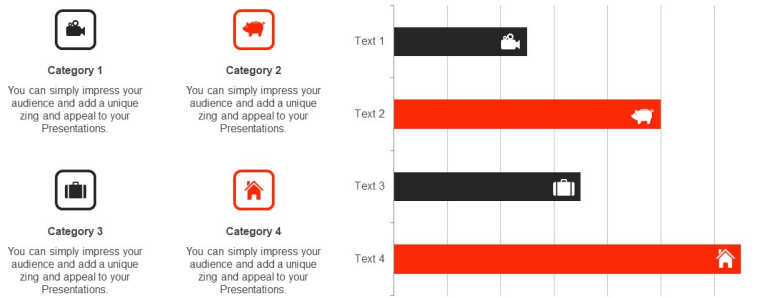 Category 1
You can simply impress your
audience and add a unique
zing and appeal to your
Presentations.
Category 2
You can simply impress your
audience and add a unique
zing and appeal to your
Presentations.
Category 3
You can simply impress your
audience and add a unique
zing and appeal to your
Presentations.
Category 4
You can simply impress your
audience and add a unique
zing and appeal to your
Presentations.
Text 1
Text 2
Text 3
Text 4